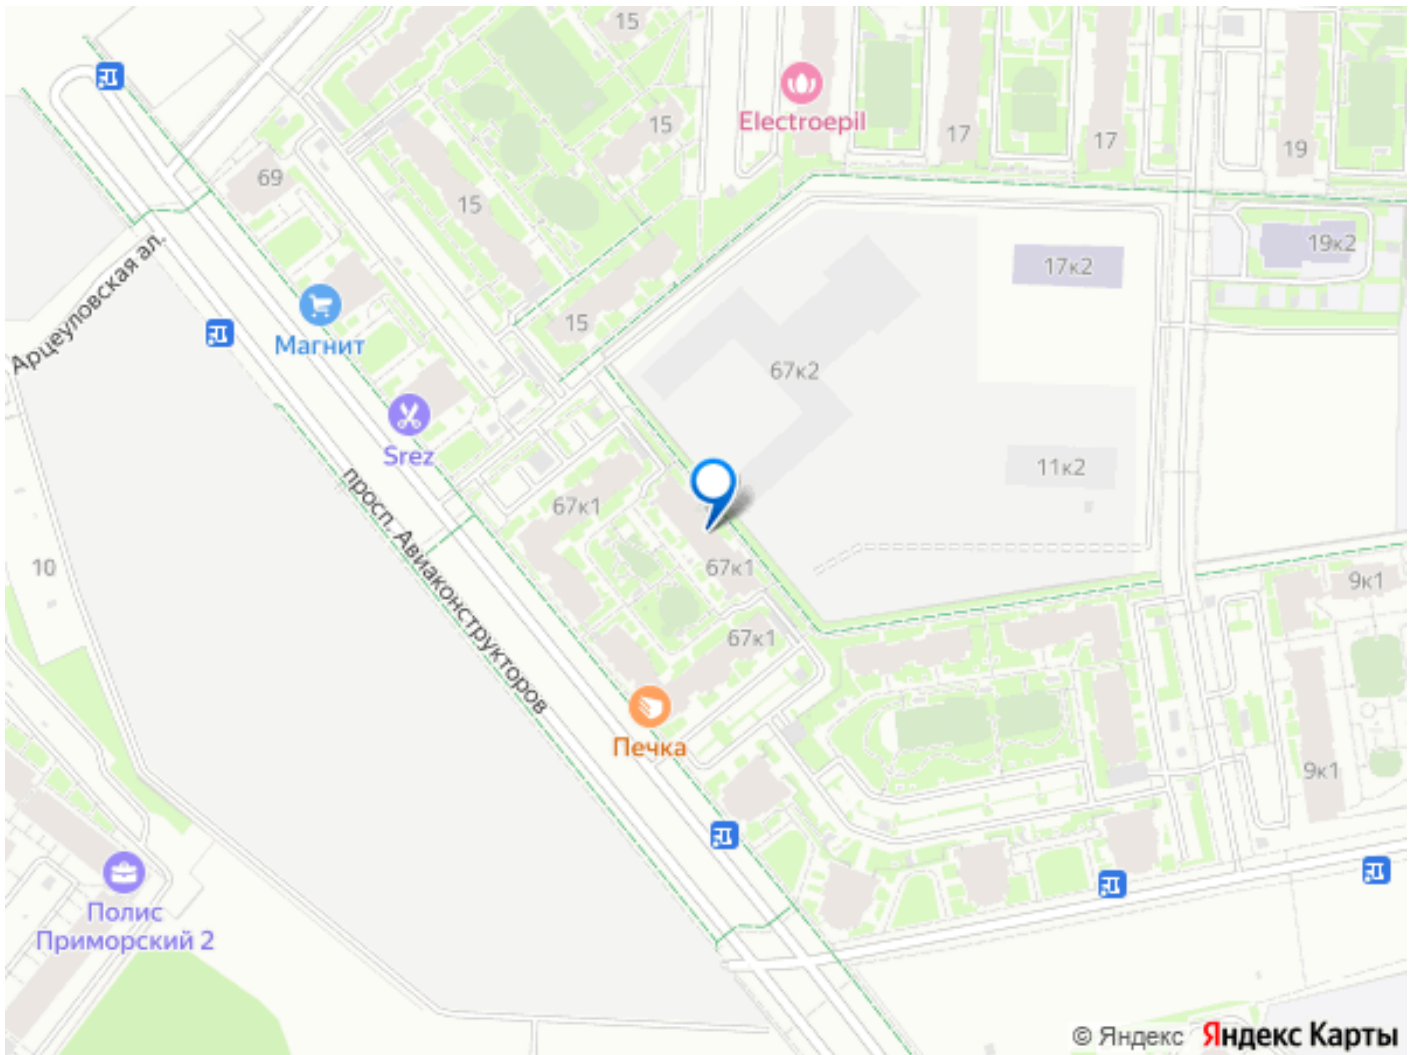 15
Electroepil
15
17
17
19
69
15
19к2
17к2
Арцеуловская ал.
15
Магнит
67к2
Srez
11к2
просп. Авиаконструкторов
67к1
10
67к1
9к1
67к1
Печка
9к1
Полис
Приморский 2
© Яндекс Яндекс Карты